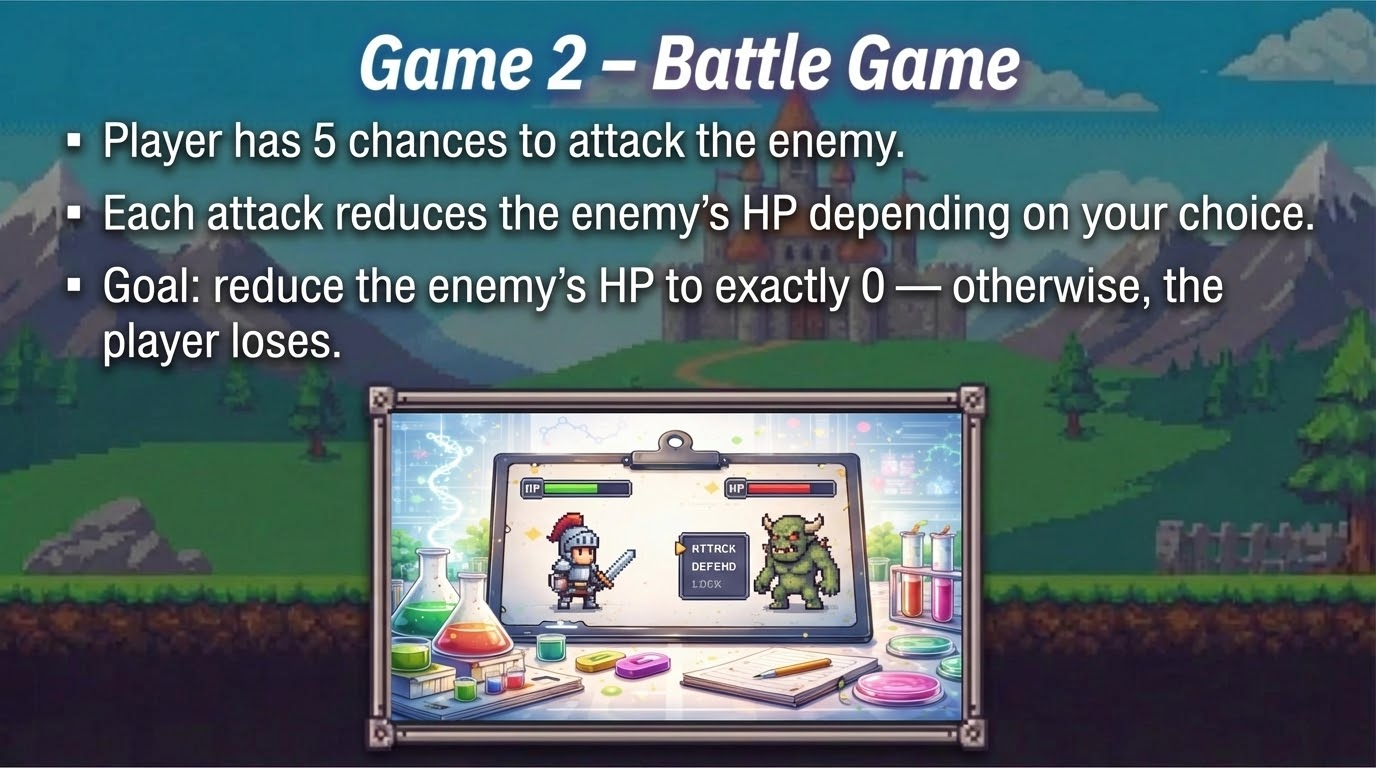 Game 2 – Battle Game
▪ Player has 5 chances to attack the enemy.
▪ Each attack reduces the enemy’s HP depending on your choice.
▪ Goal: reduce the enemy’s HP to exactly 0 — otherwise, the
player loses.
HP
RTTRCK
DEFEHD